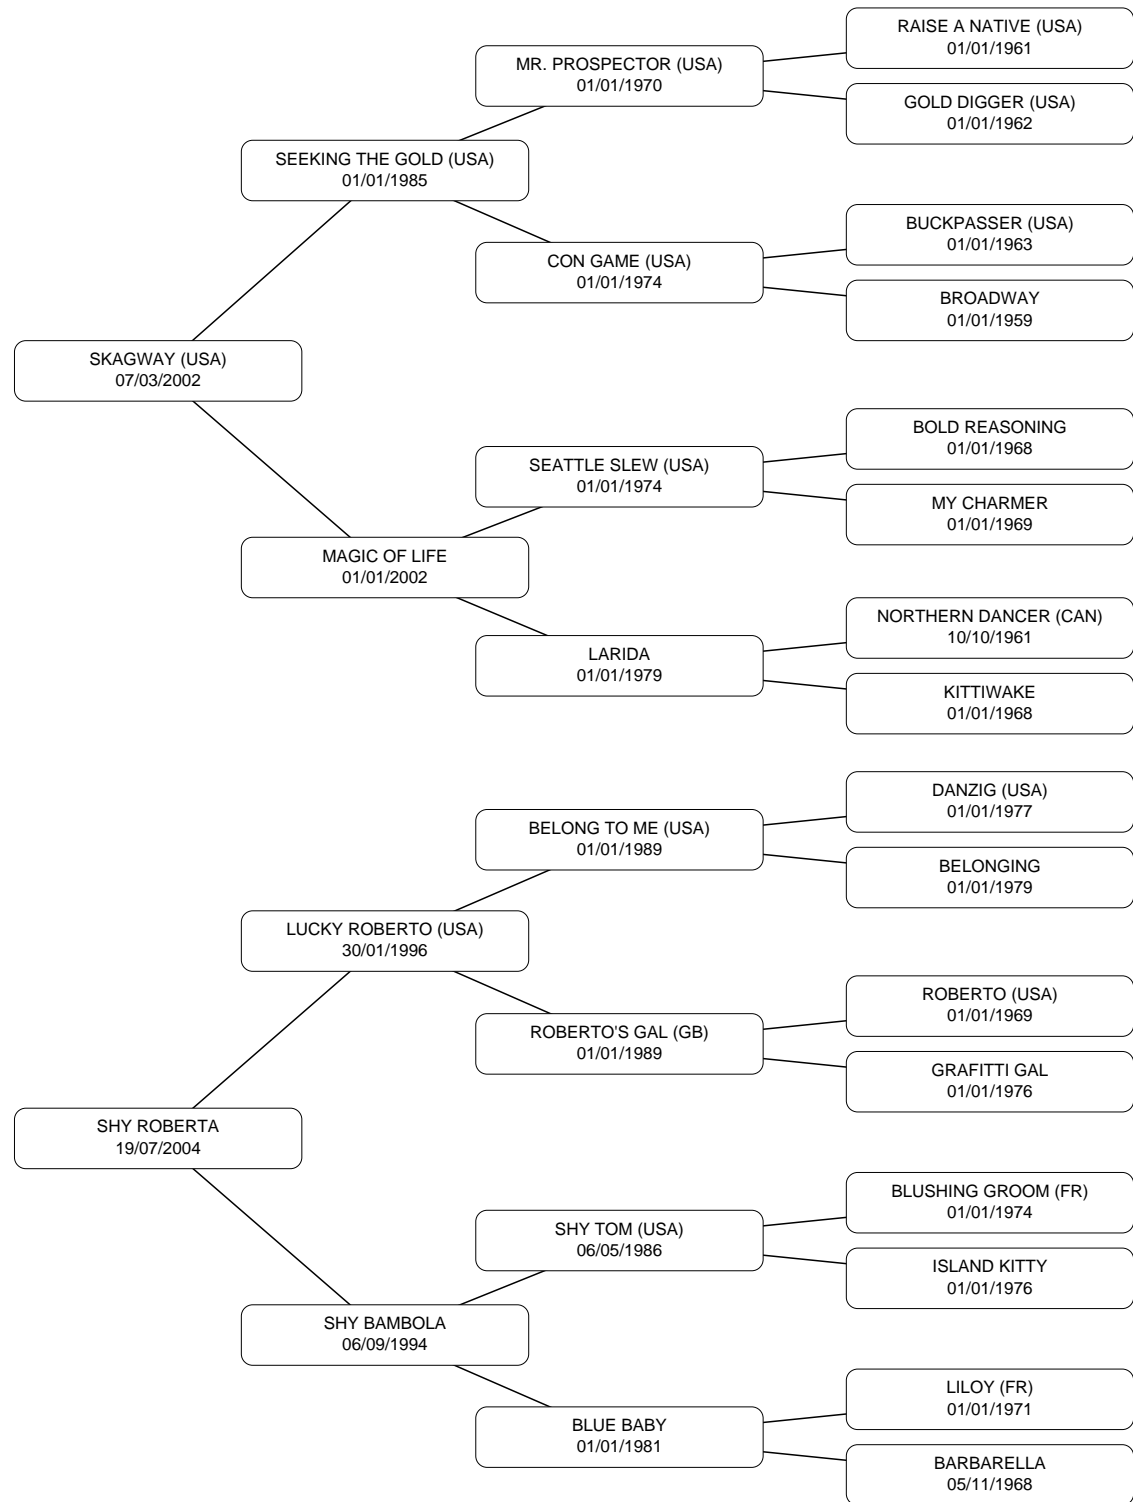 RAISE A NATIVE (USA)
01/01/1961
MR. PROSPECTOR (USA)
01/01/1970
GOLD DIGGER (USA)
01/01/1962
SEEKING THE GOLD (USA)
01/01/1985
BUCKPASSER (USA)
01/01/1963
CON GAME (USA)
01/01/1974
BROADWAY
01/01/1959
SKAGWAY (USA)
07/03/2002
BOLD REASONING
01/01/1968
SEATTLE SLEW (USA)
01/01/1974
MY CHARMER
01/01/1969
MAGIC OF LIFE
01/01/2002
NORTHERN DANCER (CAN)
10/10/1961
LARIDA
01/01/1979
KITTIWAKE
01/01/1968
DANZIG (USA)
01/01/1977
BELONG TO ME (USA)
01/01/1989
BELONGING
01/01/1979
LUCKY ROBERTO (USA)
30/01/1996
ROBERTO (USA)
01/01/1969
ROBERTO'S GAL (GB)
01/01/1989
GRAFITTI GAL
01/01/1976
SHY ROBERTA
19/07/2004
BLUSHING GROOM (FR)
01/01/1974
SHY TOM (USA)
06/05/1986
ISLAND KITTY
01/01/1976
SHY BAMBOLA
06/09/1994
LILOY (FR)
01/01/1971
BLUE BABY
01/01/1981
BARBARELLA
05/11/1968